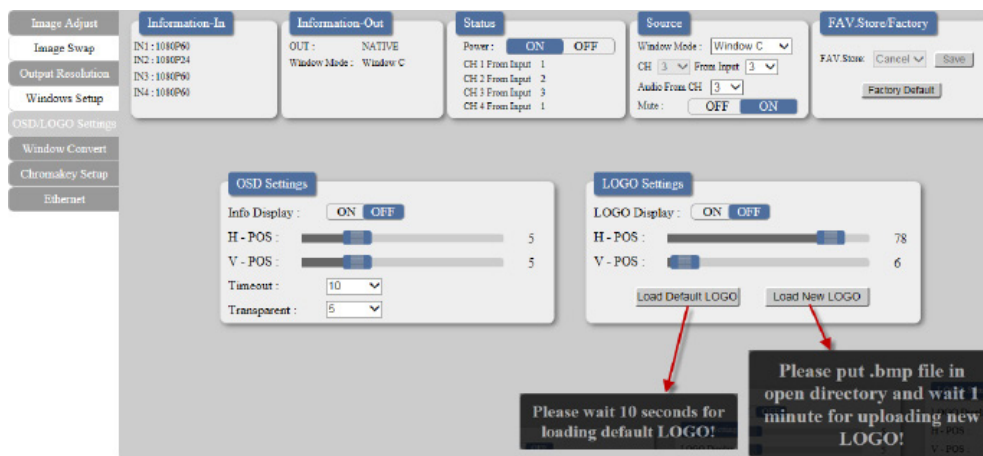 Image Adjust
Image Swap
Output Resolution
Windows Setup
OSD/LOGO Settings
Window Convert
Chromakey Setup
Ethernet
Information-In
IN1 : 1080P60
IN2 : 1080P24
IN3 : 1080P60
IN4 : 1080P60
Information-Out
OUT : NATIVE
Window Mode : Window C
Status
Power : ON OFF
CH 1 From Input 1
CH 2 From Input 2
CH 3 From Input 3
CH 4 From Input 1
Source
Window Mode : Window C
CH 3 From Input 3
Audio From CH 3
Mute : OFF ON
FAV.Store/Factory
FAV.Store: Cancel Save
Factory Default
OSD Settings
Info Display : ON OFF
H - POS : 5
V - POS : 5
Timeout : 10
Transparent : 5
LOGO Settings
LOGO Display : ON OFF
H - POS : 78
V - POS : 6
Load Default LOGO Load New LOGO
Please wait 10 seconds for
loading default LOGO!
Please put .bmp file in
open directory and wait 1
minute for uploading new
LOGO!